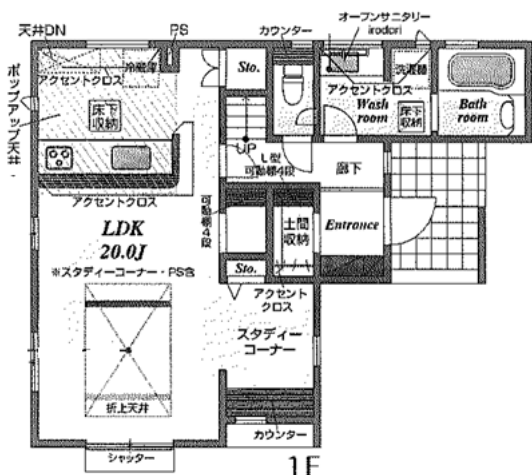 天井DN
PS
カウンター
オープンサニタリー
irodori
冷蔵庫
アクセントクロス
Sto.
洗濯機
アクセントクロス
ポップアップ天井
床下
収納
Wash
room
床下
収納
Bath
room
UP
L型
可動棚4段
廊下
アクセントクロス
可動棚4段
LDK
20.0J
※スタディーコーナー・PS含
土間
収納
Entrance
Sto.
アクセント
クロス
スタディー
コーナー
折上天井
カウンター
シャッター
1F